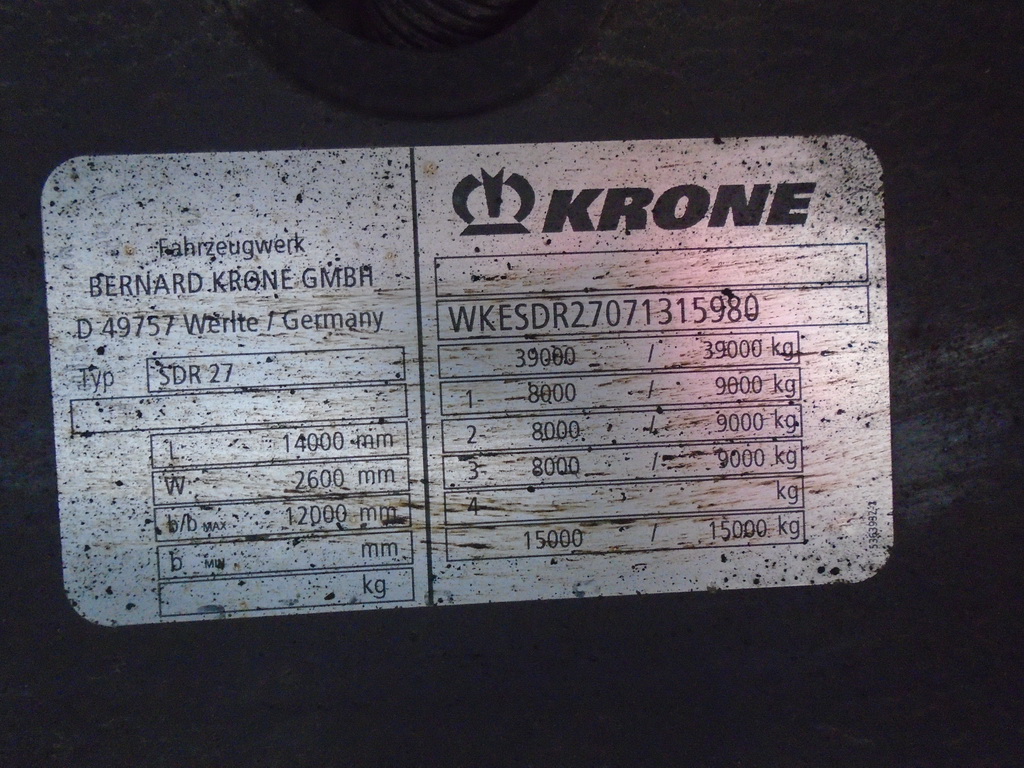 Fahrzeugwerk
BERNARD KRONE GMBH
D 49757 Werlte / Germany
Typ SDR 27
L 14000 mm
W 2600 mm
b/b MAX 12000 mm
b MIN mm
kg
KRONE
WKESDR27071315980
39000 / 39000 kg
1 8000 / 9000 kg
2 8000 / 9000 kg
3 8000 / 9000 kg
4 kg
15000 / 15000 kg